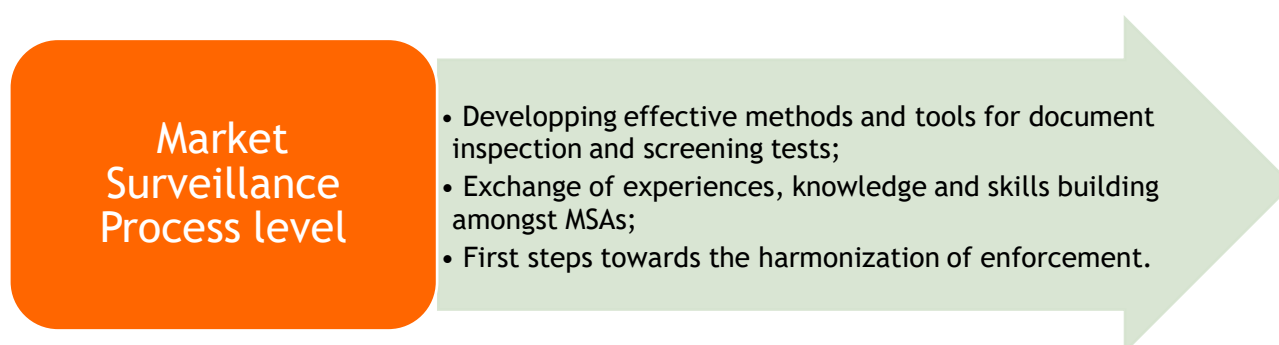 Market
Surveillance
Process level
• Developping effective methods and tools for document
inspection and screening tests;
• Exchange of experiences, knowledge and skills building
amongst MSAs;
• First steps towards the harmonization of enforcement.